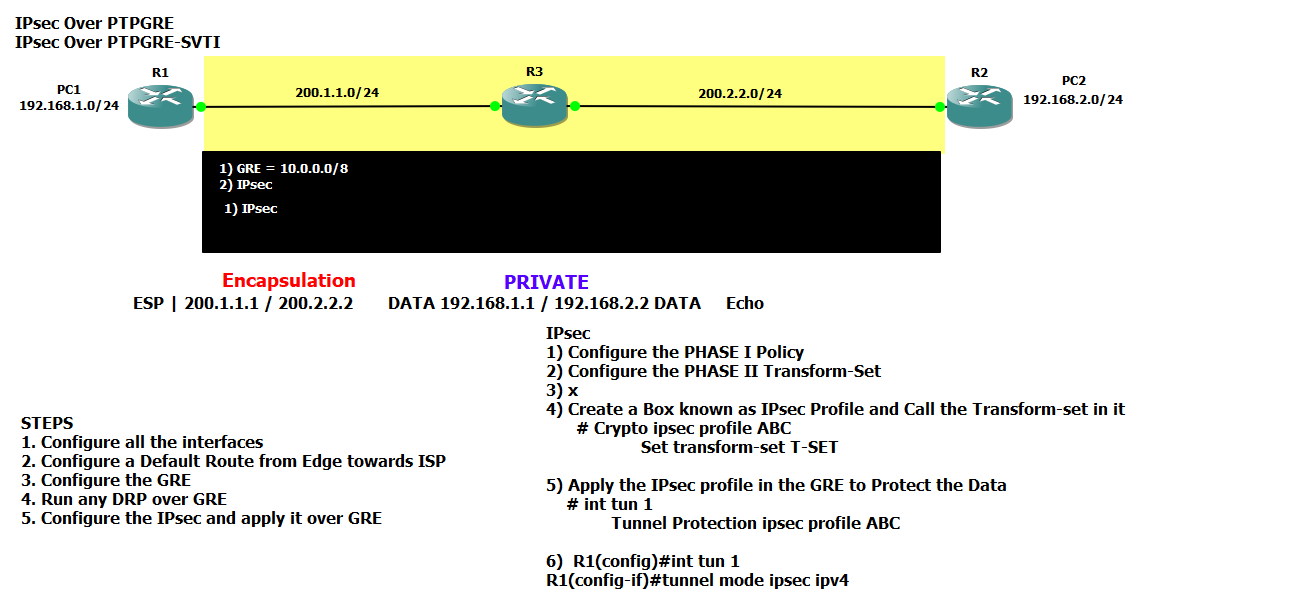 IPsec Over PTPGRE
IPsec Over PTPGRE-SVTI
R1
R3
R2
PC1
192.168.1.0/24
200.1.1.0/24
200.2.2.0/24
PC2
192.168.2.0/24
1) GRE = 10.0.0.0/8
2) IPsec
1) IPsec
Encapsulation
PRIVATE
ESP | 200.1.1.1 / 200.2.2.2 DATA 192.168.1.1 / 192.168.2.2 DATA Echo
IPsec
1) Configure the PHASE I Policy
2) Configure the PHASE II Transform-Set
3) x
4) Create a Box known as IPsec Profile and Call the Transform-set in it
# Crypto ipsec profile ABC
Set transform-set T-SET
5) Apply the IPsec profile in the GRE to Protect the Data
# int tun 1
Tunnel Protection ipsec profile ABC
6) R1(config)#int tun 1
R1(config-if)#tunnel mode ipsec ipv4
STEPS
1. Configure all the interfaces
2. Configure a Default Route from Edge towards ISP
3. Configure the GRE
4. Run any DRP over GRE
5. Configure the IPsec and apply it over GRE